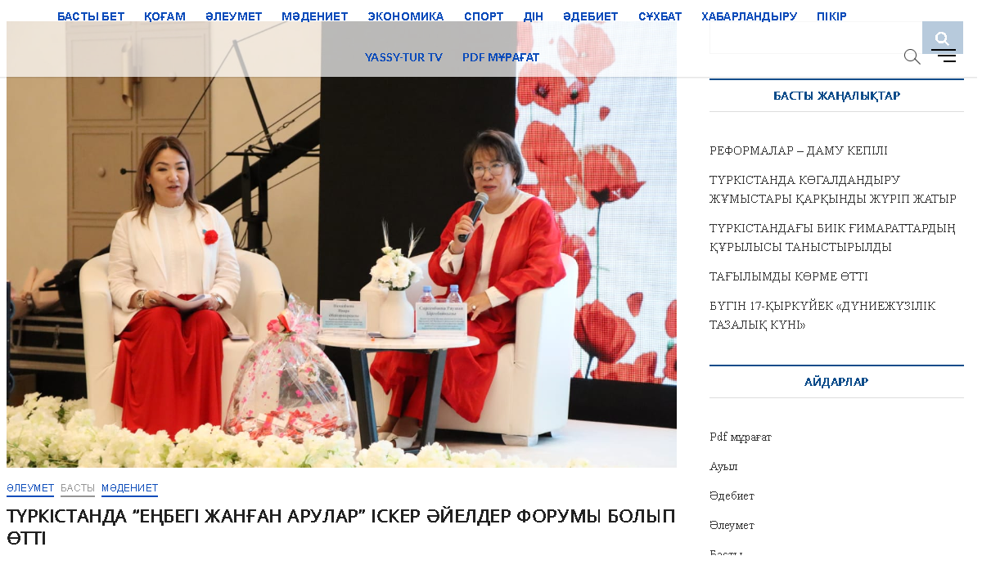 БАСТЫ БЕТ ҚОҒАМ ӘЛЕУМЕТ МӘДЕНИЕТ ЭКОНОМИКА СПОРТ ДІН ӘДЕБИЕТ СҰХБАТ ХАБАРЛАНДЫРУ ПІКІР
YASSY-TUR TV PDF МҰРАҒАТ
ӘЛЕУМЕТ БАСТЫ МӘДЕНИЕТ
ТҮРКІСТАНДА “ЕҢБЕГІ ЖАНҒАН АРУЛАР” ІСКЕР ӘЙЕЛДЕР ФОРУМЫ БОЛЫП
ӨТТІ
БАСТЫ ЖАҢАЛЫҚТАР
РЕФОРМАЛАР – ДАМУ КЕПІЛІ
ТҮРКІСТАНДА КӨГАЛДАНДЫРУ
ЖҰМЫСТАРЫ ҚАРҚЫНДЫ ЖҮРІП ЖАТЫР
ТҮРКІСТАНДАҒЫ БИІК ҒИМАРАТТАРДЫҢ
ҚҰРЫЛЫСЫ ТАНЫСТЫРЫЛДЫ
ТАҒЫЛЫМДЫ КӨРМЕ ӨТТІ
БҮГІН 17-ҚЫРКҮЙЕК «ДҮНИЕЖҮЗІЛІК
ТАЗАЛЫҚ КҮНІ»
АЙДАРЛАР
Pdf мұрағат
Ауыл
Әдебиет
Әлеумет
Басты